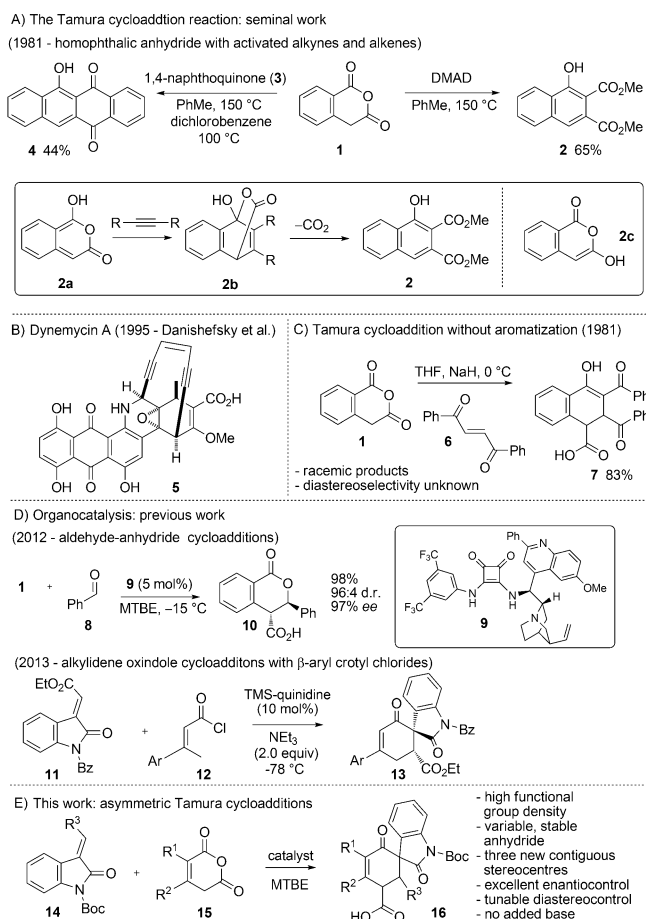 A) The Tamura cycloaddtion reaction: seminal work
(1981 - homophthalic anhydride with activated alkynes and alkenes)
OH O
O
4 44%
1,4-naphthoquinone (3)
PhMe, 150 °C
dichlorobenzene
100 °C
O
O
O
1
DMAD
PhMe, 150 °C
OH
CO₂Me
CO₂Me
2 65%
OH
O
O
2a
R R
HO O O
R
R
2b
–CO₂
OH
CO₂Me
CO₂Me
2
O
O
OH
2c
B) Dynemycin A (1995 - Danishefsky et al.)
H
HN
O
CO₂H
OMe
H
OH O
OH O OH
5
C) Tamura cycloaddition without aromatization (1981)
O
O
O
1
THF, NaH, 0 °C
O
Ph
Ph
O
6
OH O
Ph
Ph
O
HO O
7 83%
- racemic products
- diastereoselectivity unknown
D) Organocatalysis: previous work
(2012 - aldehyde-anhydride cycloadditions)
1 +
O
Ph
8
9 (5 mol%)
MTBE, –15 °C
O
O
Ph
CO₂H
10
98%
96:4 d.r.
97% ee
F₃C
F₃C
O O
N
H
N
H
Ph
N
OMe
H
N
9
(2013 - alkylidene oxindole cycloadditons with β-aryl crotyl chlorides)
EtO₂C
O
N
Bz
11
+
O
Cl
Ar Me
12
TMS-quinidine
(10 mol%)
NEt₃
(2.0 equiv)
-78 °C
O
N Bz
O
Ar
CO₂Et
13
E) This work: asymmetric Tamura cycloadditions
R³
O
N
Boc
14
+
R¹
R²
O
O
O
15
catalyst
MTBE
O
R¹
R²
N Boc
O
R³
HO O
16
- high functional
group density
- variable, stable
anhydride
- three new contiguous
stereocentres
- excellent enantiocontrol
- tunable diastereocontrol
- no added base